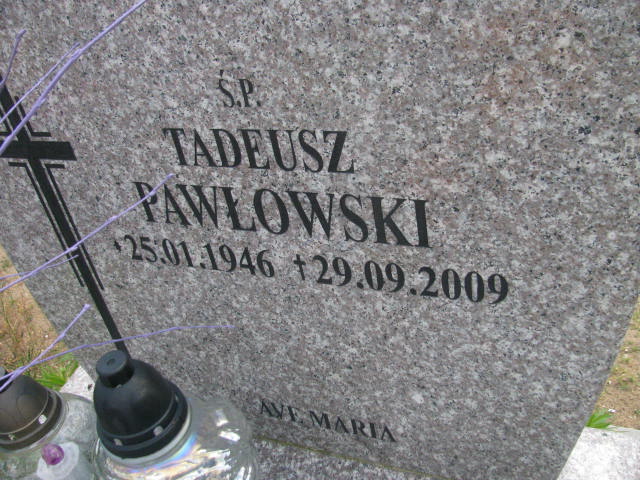 Ś.P.
TADEUSZ
PAWŁOWSKI
*25.01.1946 †29.09.2009
AVE MARIA